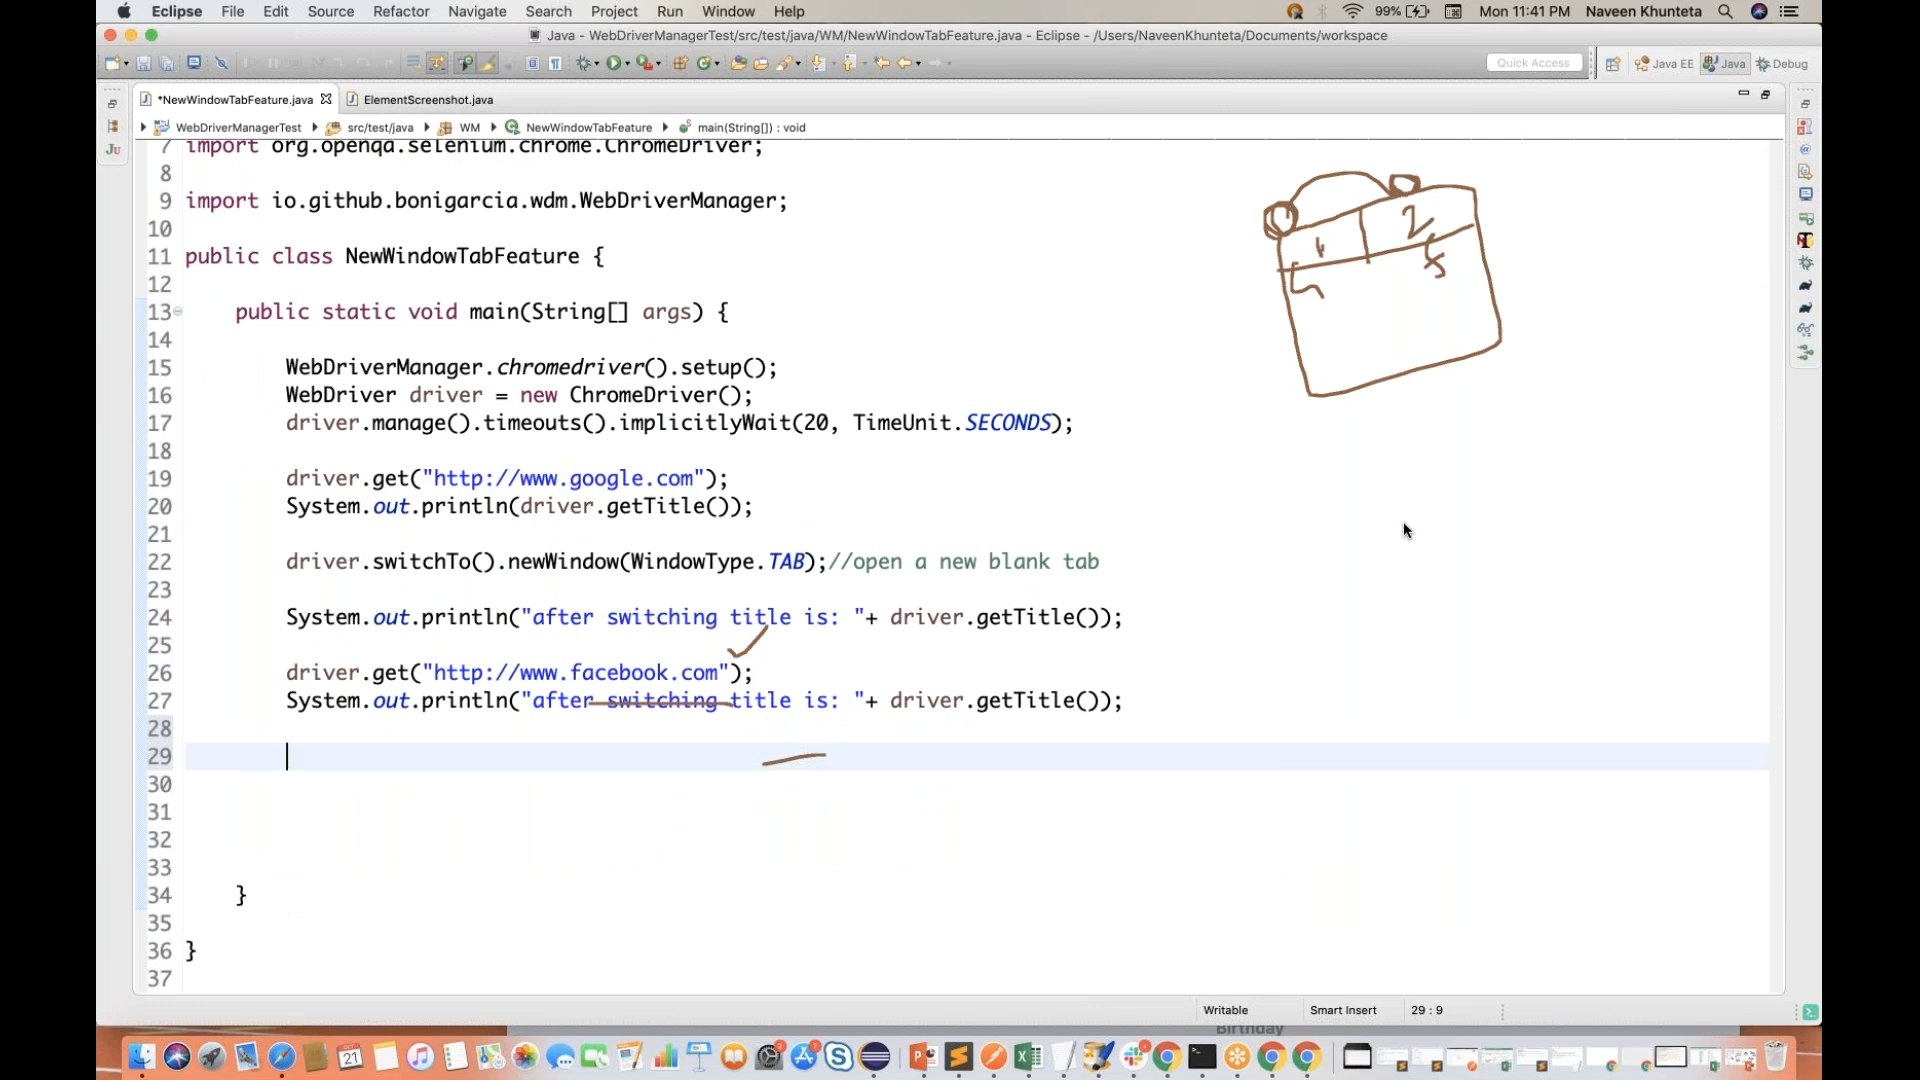 Eclipse File Edit Source Refactor Navigate Search Project Run Window Help 99% Mon 11:41 PM Naveen Khunteta
Java - WebDriverManagerTest/src/test/java/WM/NewWindowTabFeature.java - Eclipse - /Users/NaveenKhunteta/Documents/workspace
Quick Access Java EE Java Debug
*NewWindowTabFeature.java ElementScreenshot.java
WebDriverManagerTest src/test/java WM NewWindowTabFeature main(String[]) : void
7 import org.openqa.selenium.chrome.ChromeDriver;
8
9 import io.github.bonigarcia.wdm.WebDriverManager;
10
11 public class NewWindowTabFeature {
12
13 public static void main(String[] args) {
14
15 WebDriverManager.chromedriver().setup();
16 WebDriver driver = new ChromeDriver();
17 driver.manage().timeouts().implicitlyWait(20, TimeUnit.SECONDS);
18
19 driver.get("http://www.google.com");
20 System.out.println(driver.getTitle());
21
22 driver.switchTo().newWindow(WindowType.TAB);//open a new blank tab
23
24 System.out.println("after switching title is: "+ driver.getTitle());
25
26 driver.get("http://www.facebook.com");
27 System.out.println("after switching title is: "+ driver.getTitle());
28
29
30
31
32
33
34 }
35
36 }
37
2
Writable Smart Insert 29 : 9
Birthday
21